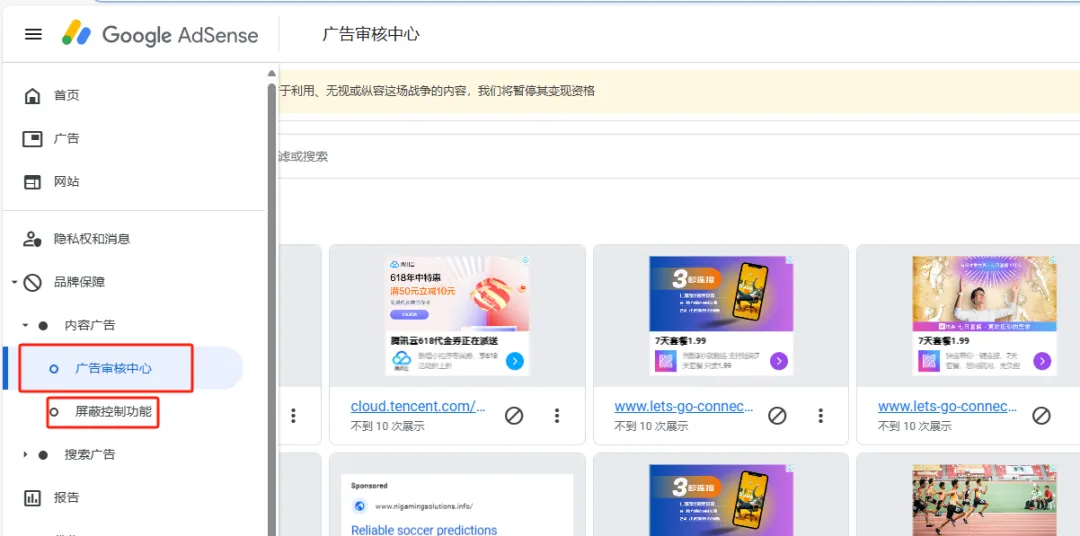 Google AdSense
广告审核中心
首页
广告
网站
隐私权和消息
品牌保障
内容广告
广告审核中心
屏蔽控制功能
搜索广告
报告
于利用、无视或纵容这场战争的内容，我们将暂停其变现资格
滤或搜索
腾讯云
618年中特惠
满50元立减10元
腾讯云618代金券正在派送
cloud.tencent.com/...
不到 10 次展示
3秒连接
7天套餐1.99
www.lets-go-connec...
不到 10 次展示
7天套餐1.99
www.lets-go-connec...
不到 10 次展示
Sponsored
www.nigamingsolutions.info/
Reliable soccer predictions
3秒连接